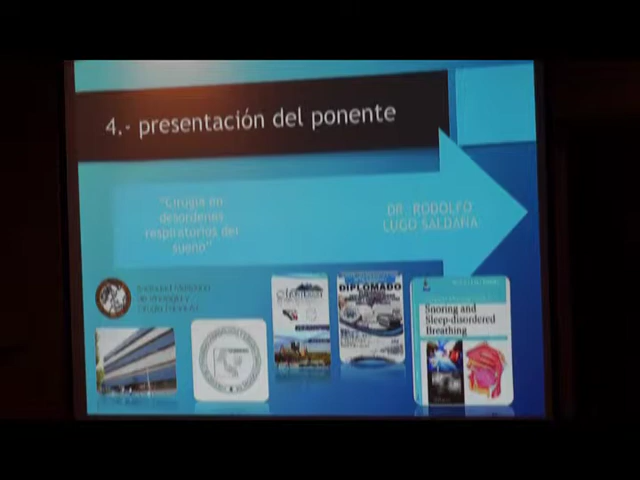 4.- presentación del ponente
"Cirugía en
desordenes
respiratorios del
sueño"
DR. RODOLFO
LUGO SALDAÑA
DIPLOMADO
Snoring and
Sleep-disordered
Breathing